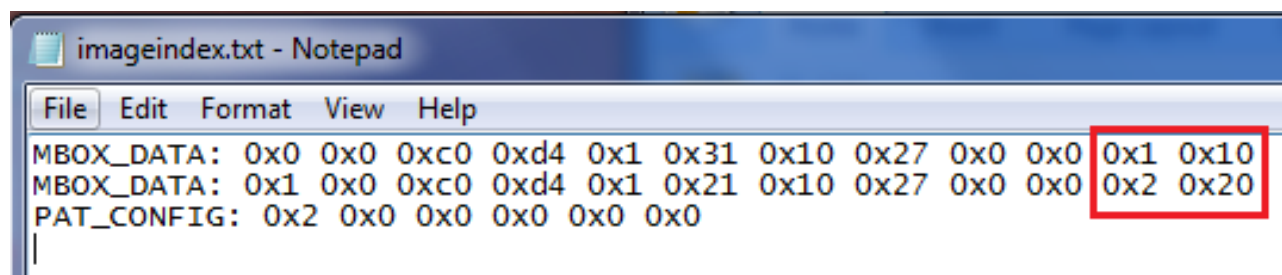 imageindex.txt - Notepad
File Edit Format View Help
MBOX_DATA: 0x0 0x0 0xc0 0xd4 0x1 0x31 0x10 0x27 0x0 0x0 0x1 0x10
MBOX_DATA: 0x1 0x0 0xc0 0xd4 0x1 0x21 0x10 0x27 0x0 0x0 0x2 0x20
PAT_CONFIG: 0x2 0x0 0x0 0x0 0x0 0x0